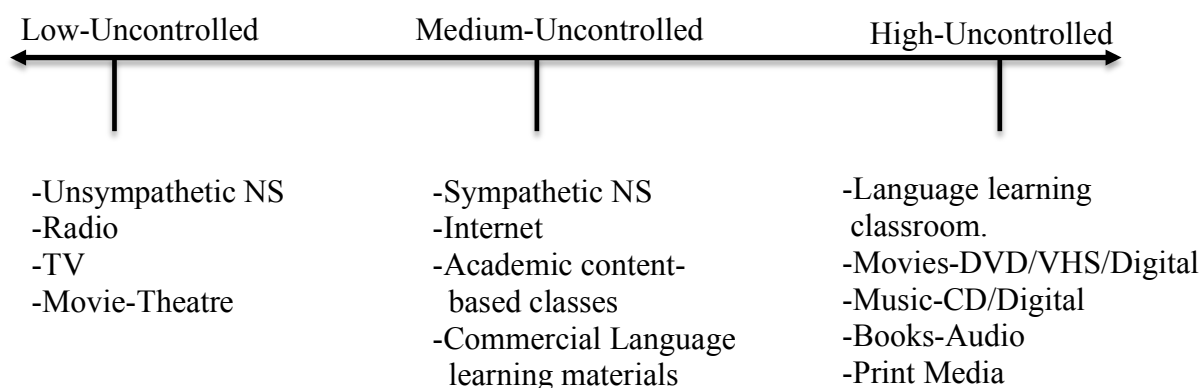 Low-Uncontrolled
Medium-Uncontrolled
High-Uncontrolled
-Unsympathetic NS
-Radio
-TV
-Movie-Theatre
-Sympathetic NS
-Internet
-Academic content-
based classes
-Commercial Language
learning materials
-Language learning
classroom.
-Movies-DVD/VHS/Digital
-Music-CD/Digital
-Books-Audio
-Print Media